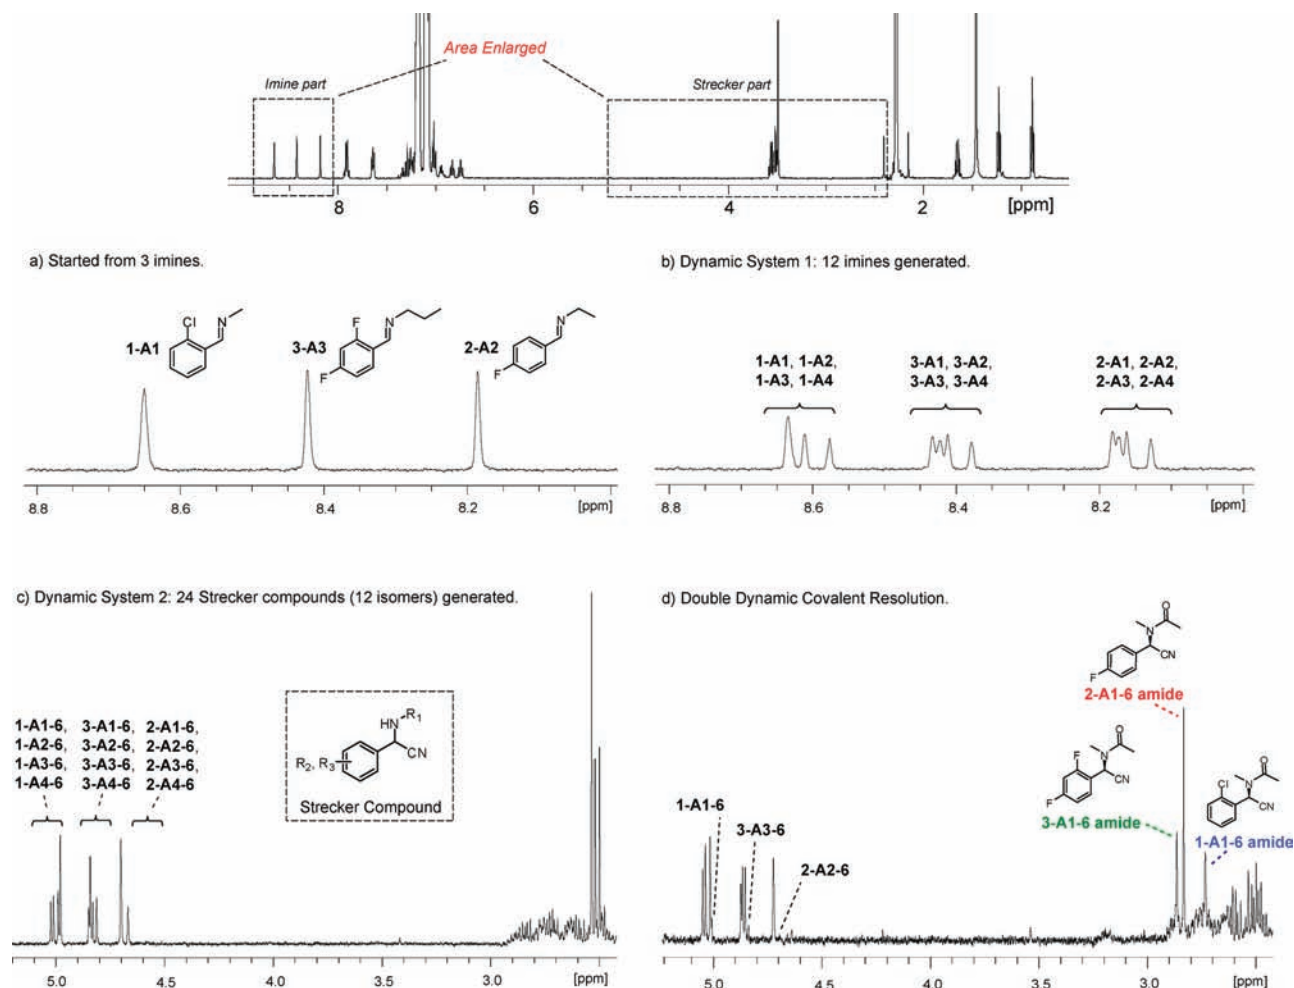 Area Enlarged
Imine part
Strecker part
8
6
4
2
[ppm]
a) Started from 3 imines.
1-A1
Cl
N
3-A3
F
N
F
2-A2
N
F
8.8
8.6
8.4
8.2
[ppm]
b) Dynamic System 1: 12 imines generated.
1-A1, 1-A2,
1-A3, 1-A4
3-A1, 3-A2,
3-A3, 3-A4
2-A1, 2-A2,
2-A3, 2-A4
8.8
8.6
8.4
8.2
[ppm]
c) Dynamic System 2: 24 Strecker compounds (12 isomers) generated.
1-A1-6,
1-A2-6,
1-A3-6,
1-A4-6
3-A1-6,
3-A2-6,
3-A3-6,
3-A4-6
2-A1-6,
2-A2-6,
2-A3-6,
2-A4-6
HN
R1
CN
R2, R3
Strecker Compound
5.0
4.5
4.0
3.5
3.0
[ppm]
d) Double Dynamic Covalent Resolution.
O
N
CN
F
2-A1-6 amide
O
F
N
CN
F
3-A1-6 amide
O
Cl
N
CN
1-A1-6 amide
1-A1-6
3-A3-6
2-A2-6
5.0
4.5
4.0
3.5
3.0
[ppm]